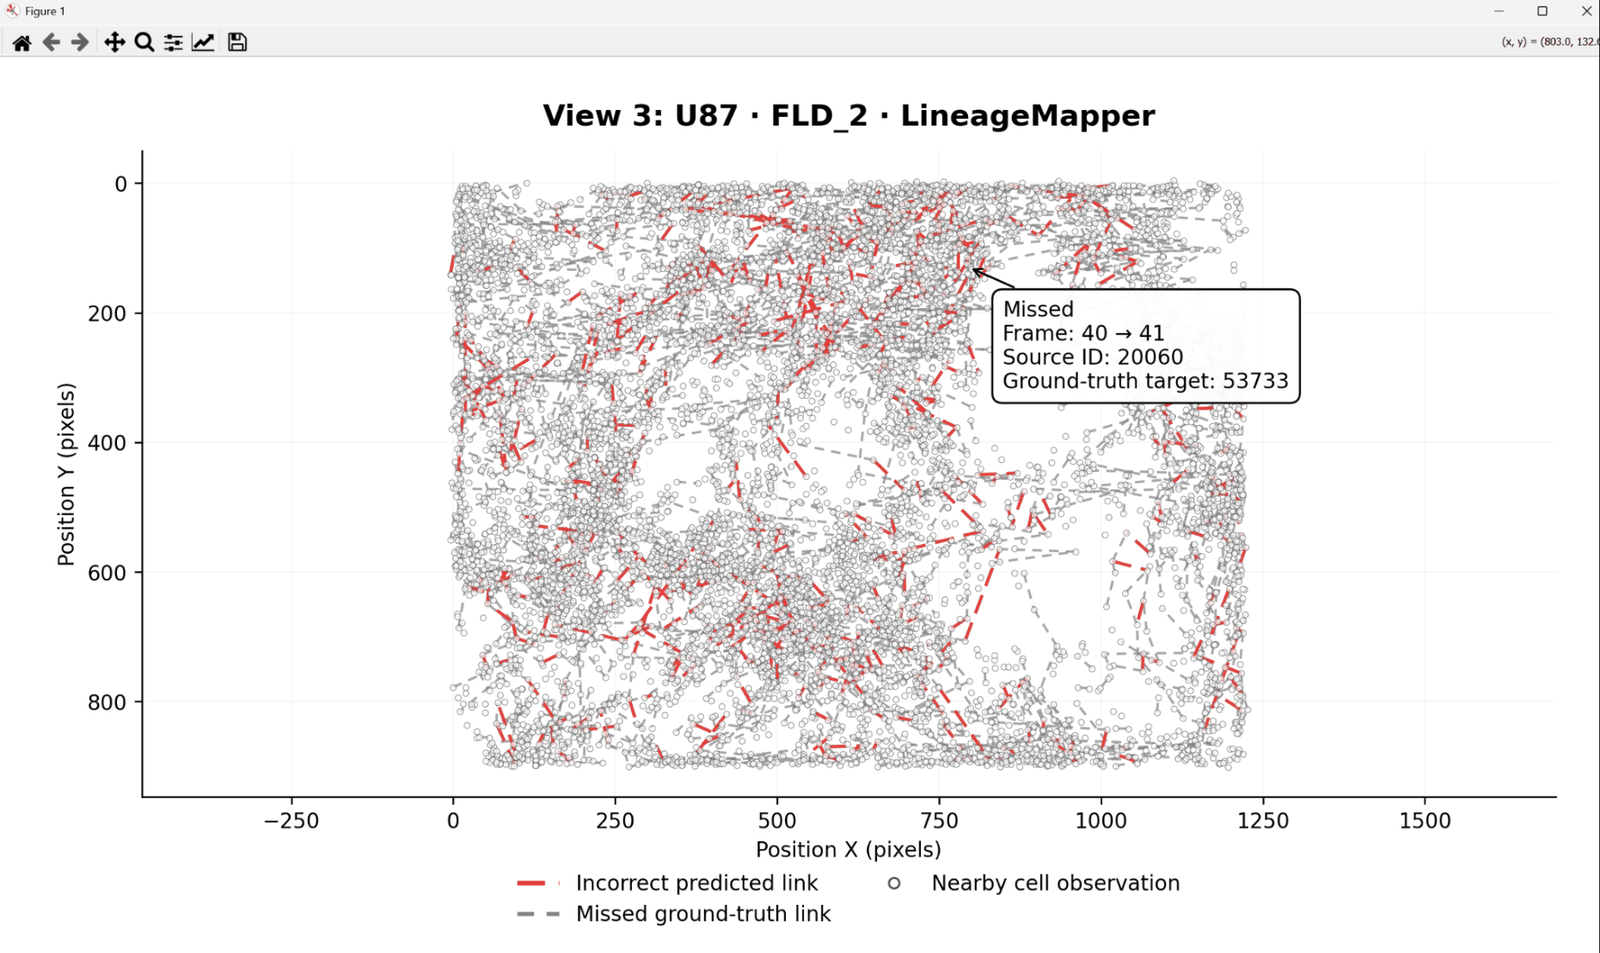 Figure 1
(x, y) = (803.0, 132.
View 3: U87 · FLD_2 · LineageMapper
0
200
400
600
800
Position Y (pixels)
Missed
Frame: 40 → 41
Source ID: 20060
Ground-truth target: 53733
−250
0
250
500
750
1000
1250
1500
Position X (pixels)
Incorrect predicted link
Missed ground-truth link
Nearby cell observation